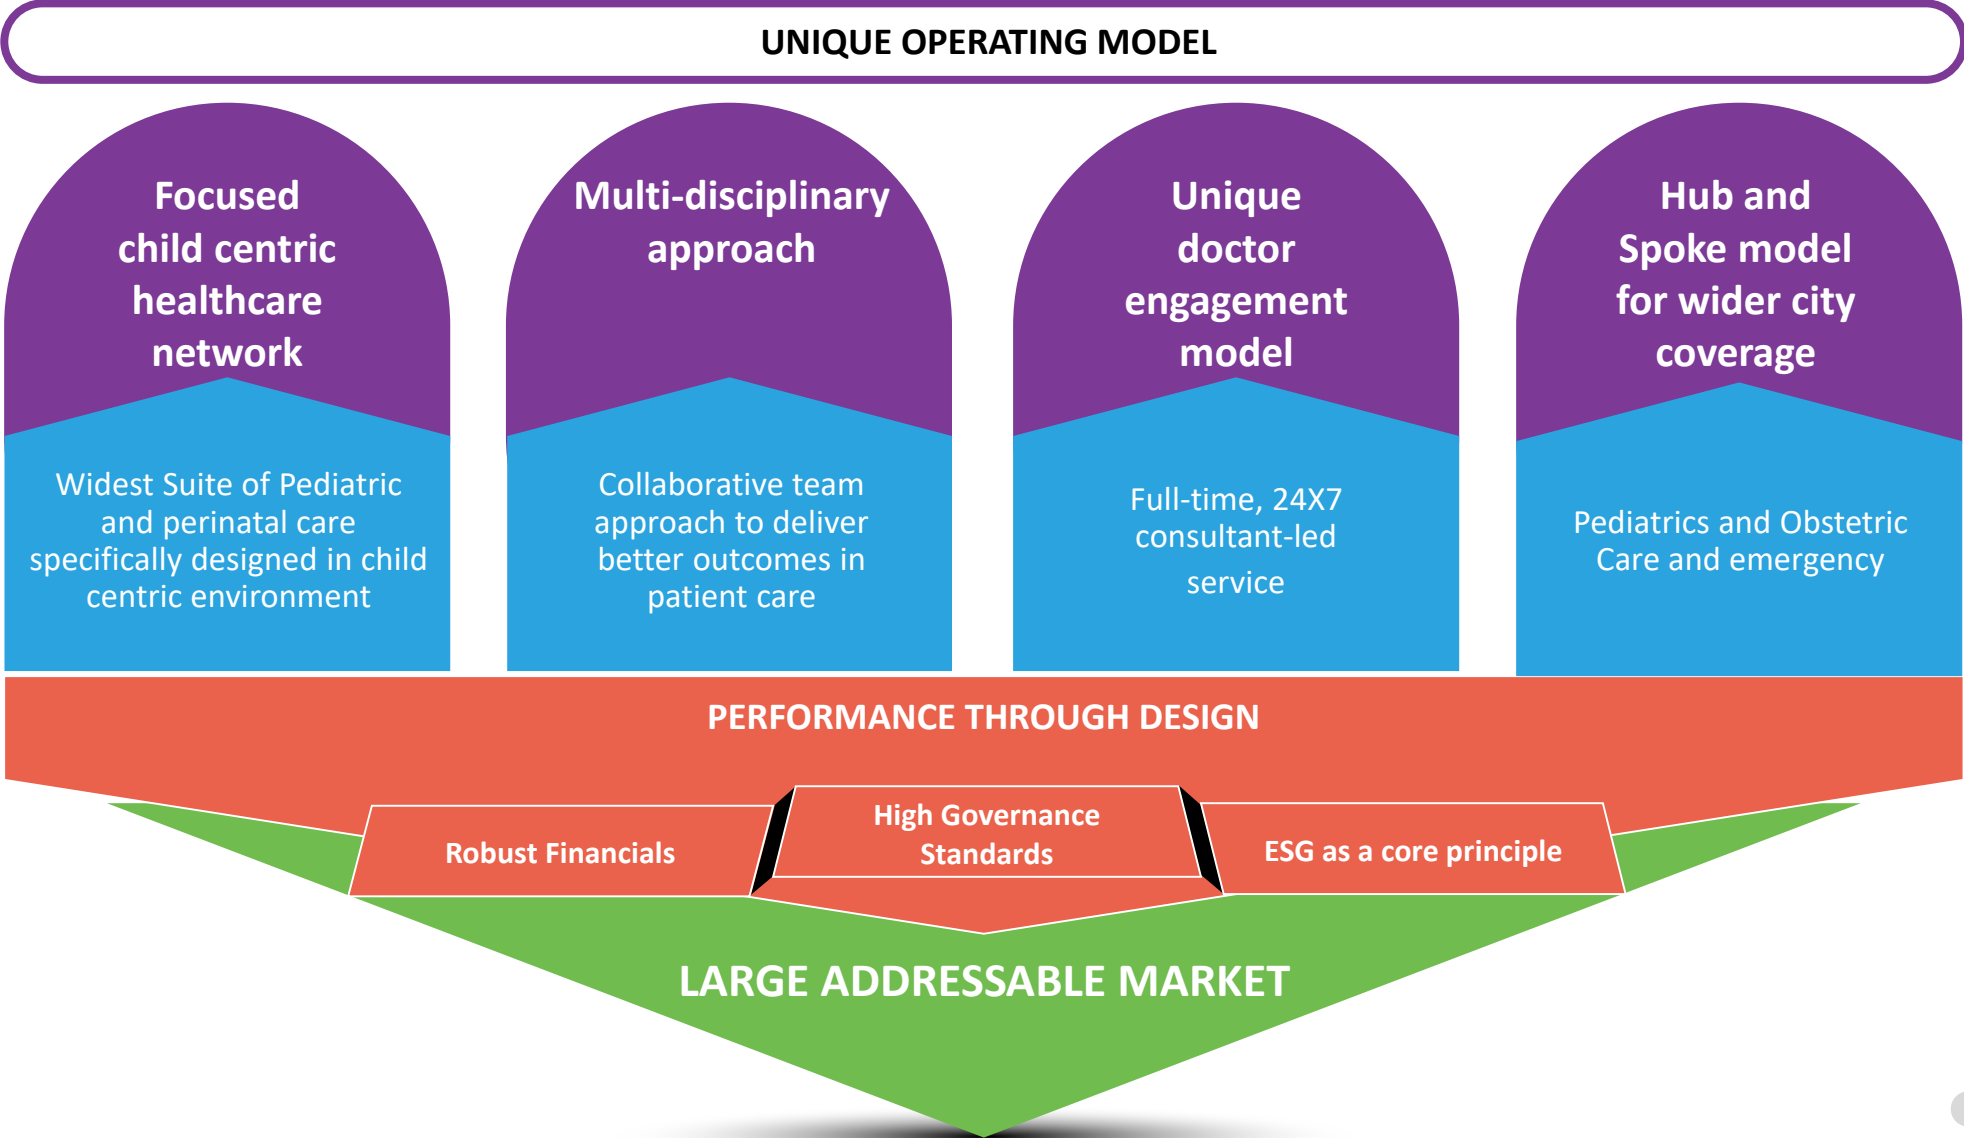 UNIQUE OPERATING MODEL
Focused
child centric
healthcare
network
Widest Suite of Pediatric
and perinatal care
specifically designed in child
centric environment
Multi-disciplinary
approach
Collaborative team
approach to deliver
better outcomes in
patient care
Unique
doctor
engagement
model
Full-time, 24X7
consultant-led
service
Hub and
Spoke model
for wider city
coverage
Pediatrics and Obstetric
Care and emergency
PERFORMANCE THROUGH DESIGN
Robust Financials
High Governance
Standards
ESG as a core principle
LARGE ADDRESSABLE MARKET